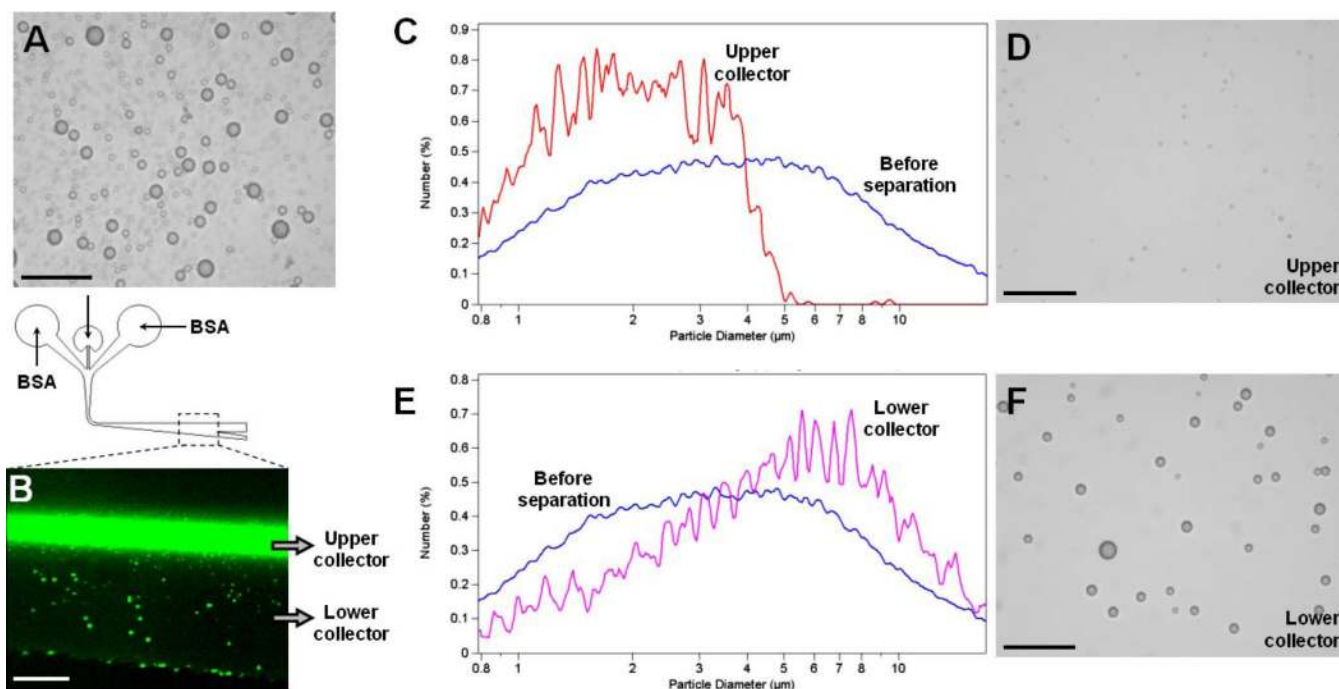 A
BSA
BSA
B
Upper
collector
Lower
collector
C
0.9
0.8
0.7
0.6
0.5
0.4
0.3
0.2
0.1
0
Number (%)
Upper
collector
Before
separation
0.8 1 2 3 4 5 6 7 8 10
Particle Diameter (µm)
D
Upper
collector
E
0.8
0.7
0.6
0.5
0.4
0.3
0.2
0.1
0
Number (%)
Before
separation
Lower
collector
0.8 1 2 3 4 5 6 7 8 10
Particle Diameter (µm)
F
Lower
collector